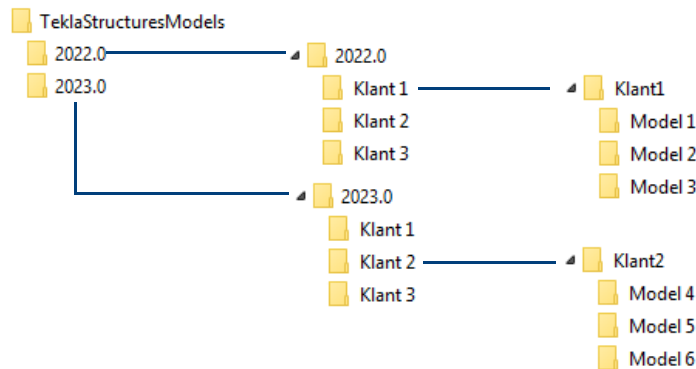 TeklaStructuresModels
2022.0
2023.0
2022.0
Klant 1
Klant 2
Klant 3
Klant1
Model 1
Model 2
Model 3
2023.0
Klant 1
Klant 2
Klant 3
Klant2
Model 4
Model 5
Model 6